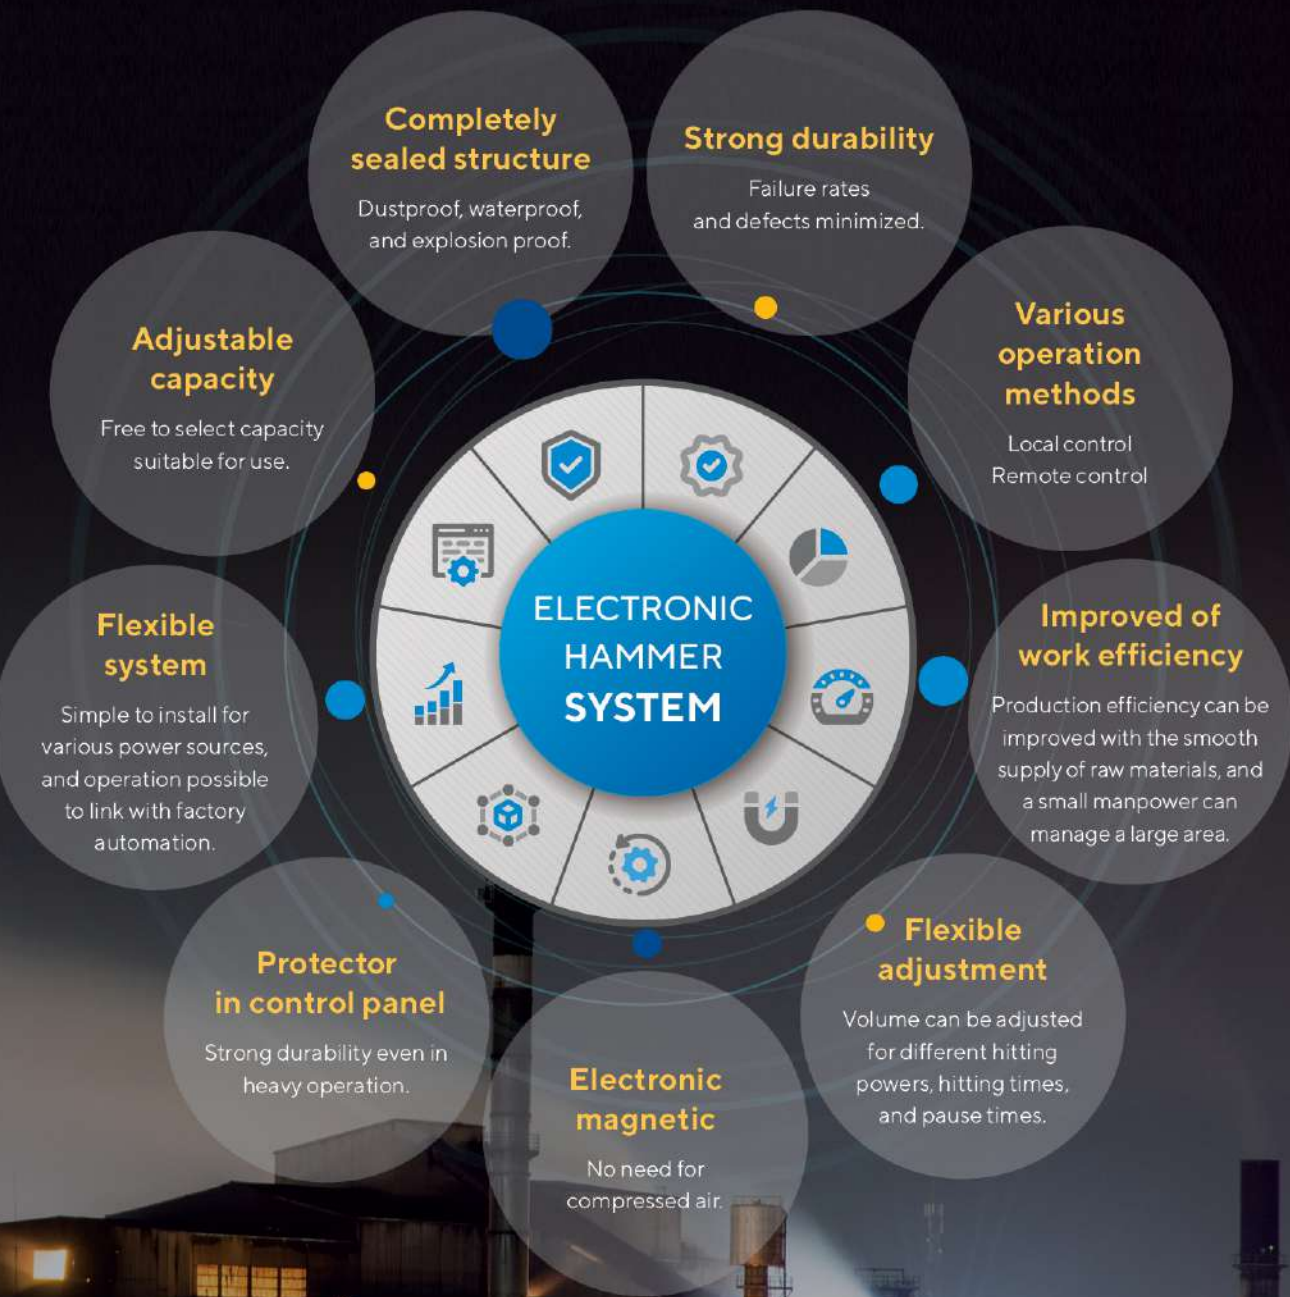 Completely
sealed structure
Dustproof, waterproof,
and explosion proof.
Strong durability
Failure rates
and defects minimized.
Various
operation
methods
Local control
Remote control
Adjustable
capacity
Free to select capacity
suitable for use.
ELECTRONIC
HAMMER
SYSTEM
Improved of
work efficiency
Production efficiency can be
improved with the smooth
supply of raw materials, and
a small manpower can
manage a large area.
Flexible
system
Simple to install for
various power sources,
and operation possible
to link with factory
automation.
Flexible
adjustment
Volume can be adjusted
for different hitting
powers, hitting times,
and pause times.
Protector
in control panel
Strong durability even in
heavy operation.
Electronic
magnetic
No need for
compressed air.